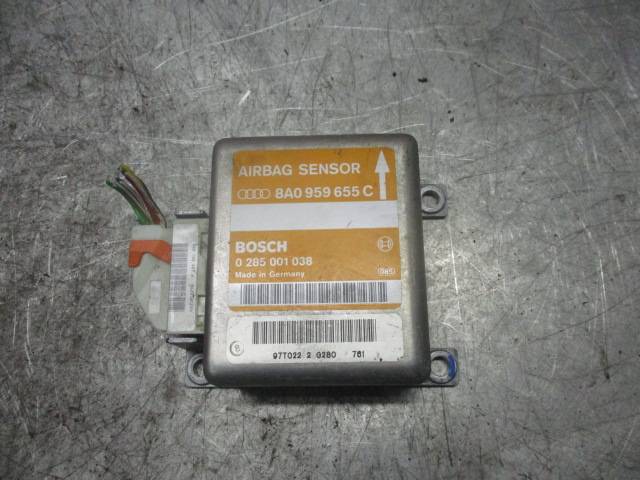 AIRBAG SENSOR
8A0 959 655 C
BOSCH
0 285 001 038
Made in Germany
97T022 2 0280 761